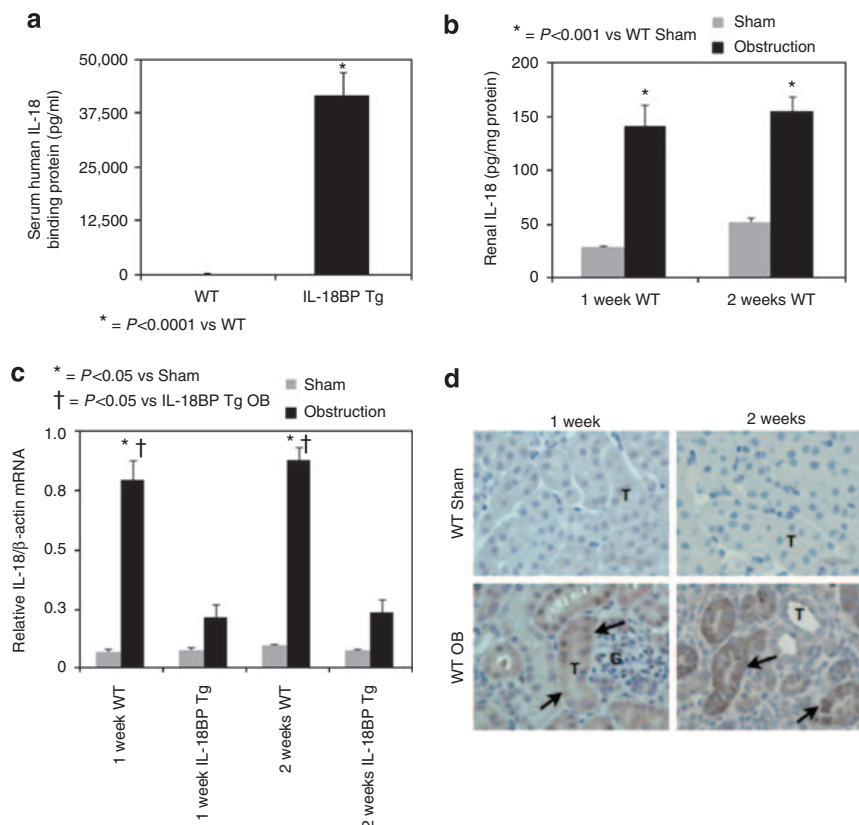 a
50,000
37,500
25,000
12,500
0
Serum human IL-18
binding protein (pg/ml)
*
WT
IL-18BP Tg
* = P<0.0001 vs WT
b
* = P<0.001 vs WT Sham
Sham
Obstruction
200
150
100
50
0
Renal IL-18 (pg/mg protein)
*
*
1 week WT
2 weeks WT
c
* = P<0.05 vs Sham
† = P<0.05 vs IL-18BP Tg OB
Sham
Obstruction
1.0
0.8
0.5
0.3
0
Relative IL-18/β-actin mRNA
* †
* †
1 week WT
1 week IL-18BP Tg
2 weeks WT
2 weeks IL-18BP Tg
d
1 week
2 weeks
WT Sham
T
T
WT OB
T
G
T